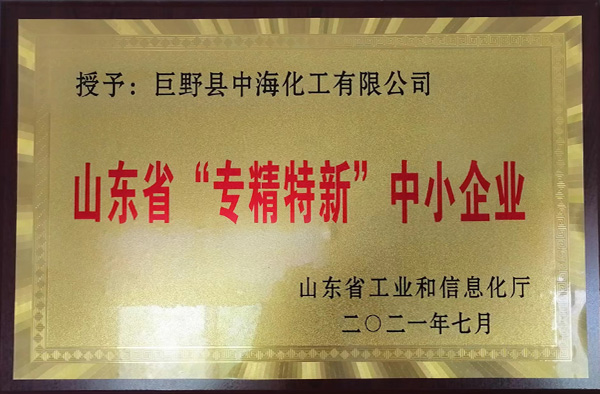 授予：巨野县中海化工有限公司
山东省“专精特新”中小企业
山东省工业和信息化厅
二〇二一年七月